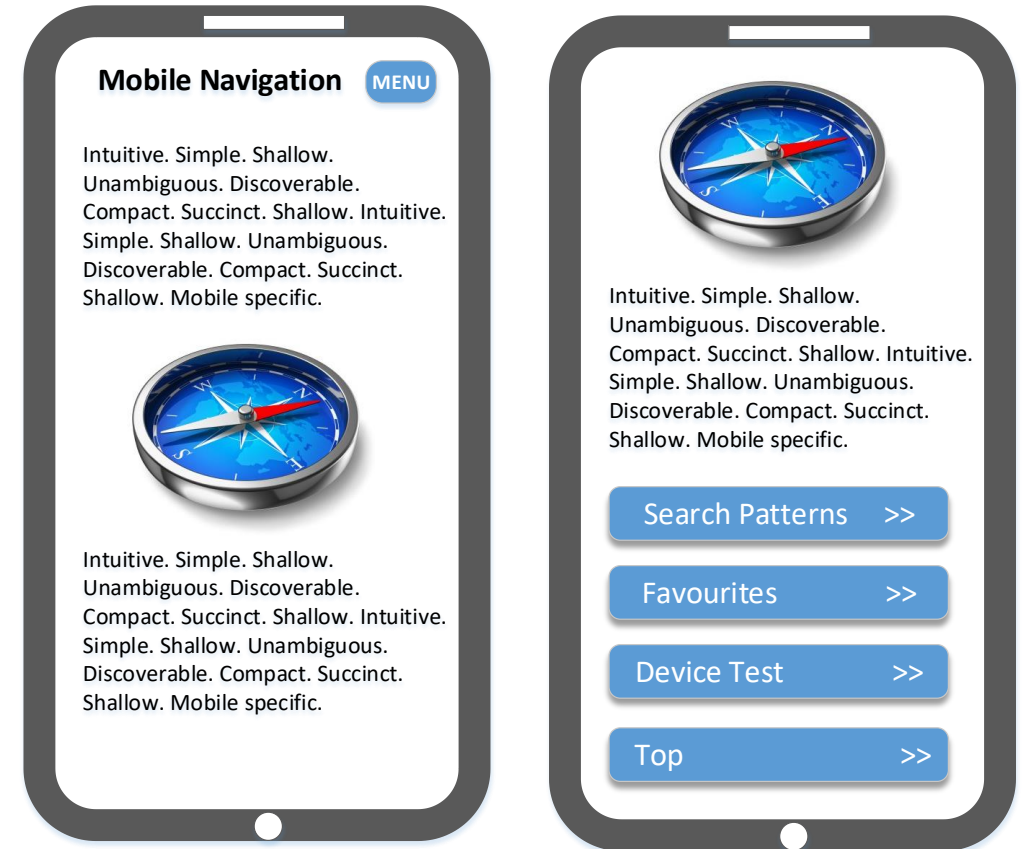 Mobile Navigation MENU
Intuitive. Simple. Shallow.
Unambiguous. Discoverable.
Compact. Succinct. Shallow. Intuitive.
Simple. Shallow. Unambiguous.
Discoverable. Compact. Succinct.
Shallow. Mobile specific.
W N
S E
Intuitive. Simple. Shallow.
Unambiguous. Discoverable.
Compact. Succinct. Shallow. Intuitive.
Simple. Shallow. Unambiguous.
Discoverable. Compact. Succinct.
Shallow. Mobile specific.
W N
S E
Intuitive. Simple. Shallow.
Unambiguous. Discoverable.
Compact. Succinct. Shallow. Intuitive.
Simple. Shallow. Unambiguous.
Discoverable. Compact. Succinct.
Shallow. Mobile specific.
Search Patterns >>
Favourites >>
Device Test >>
Top >>